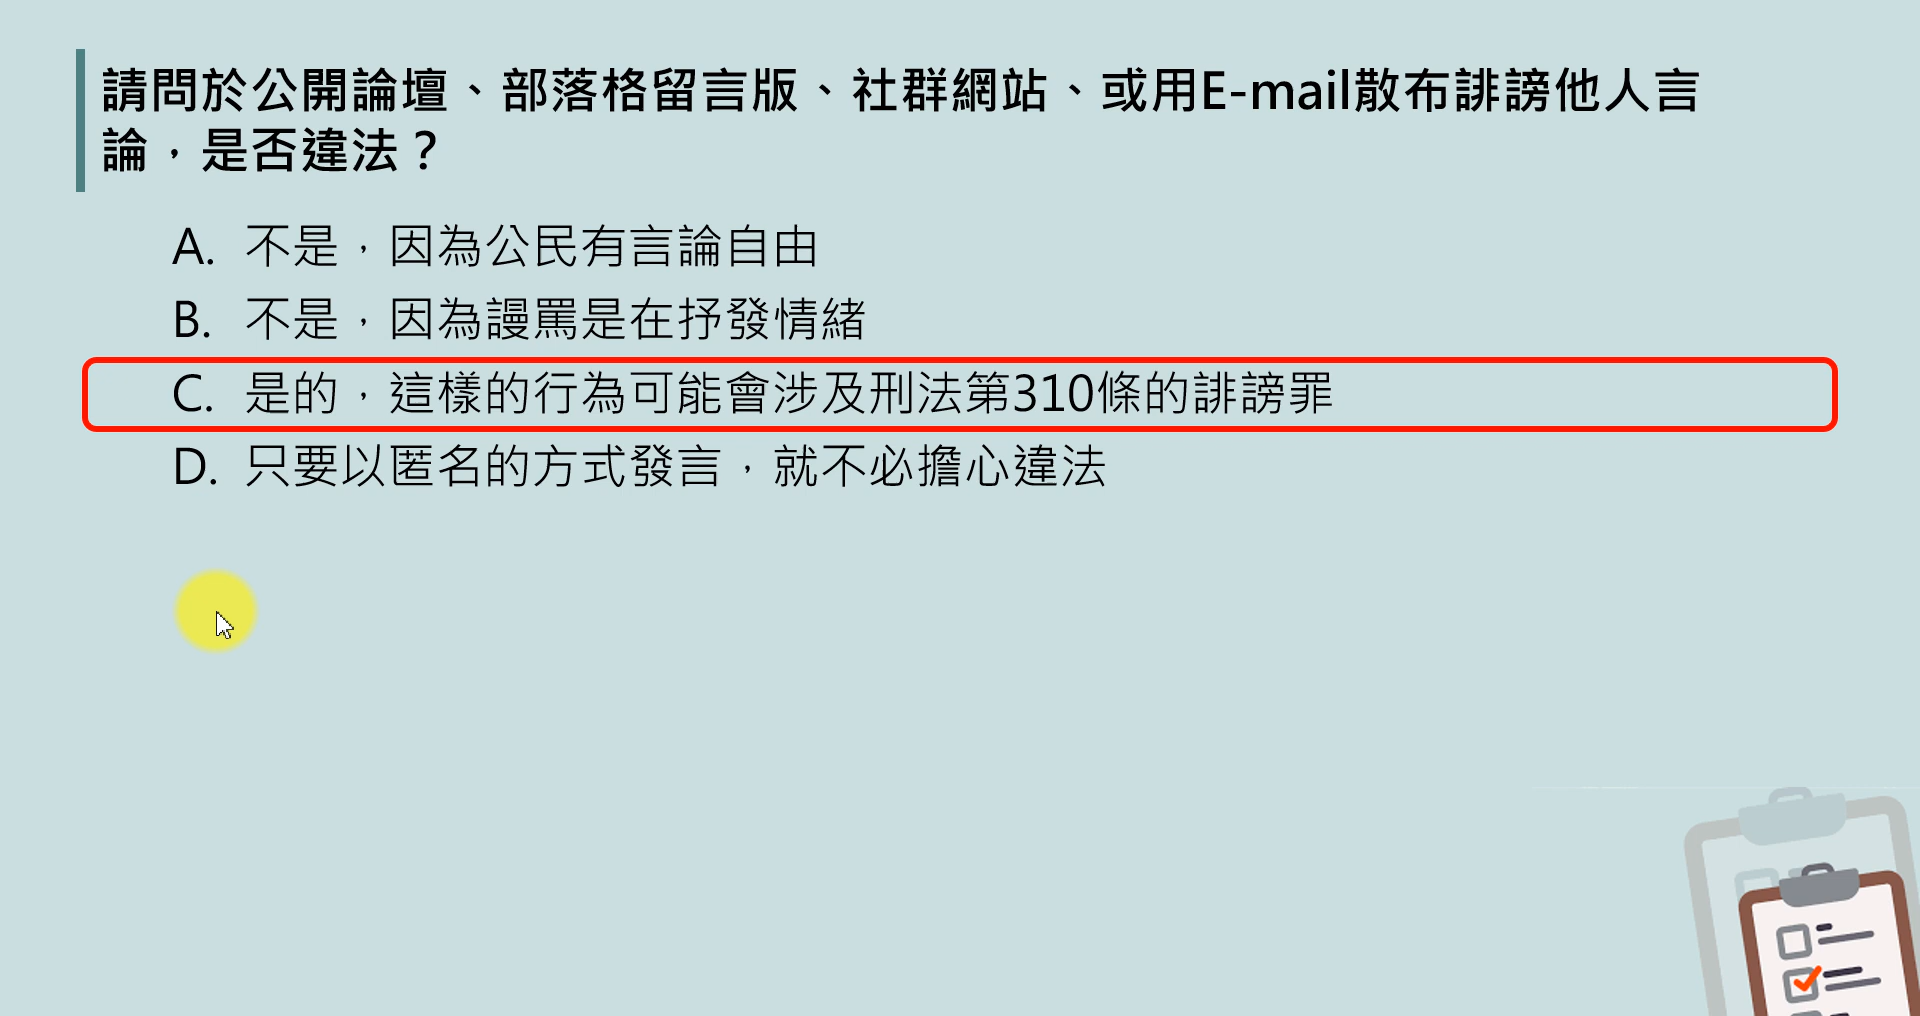 請問於公開論壇、部落格留言版、社群網站、或用E-mail散布誹謗他人言
論，是否違法？
A. 不是，因為公民有言論自由
B. 不是，因為謾罵是在抒發情緒
C. 是的，這樣的行為可能會涉及刑法第310條的誹謗罪
D. 只要以匿名的方式發言，就不必擔心違法